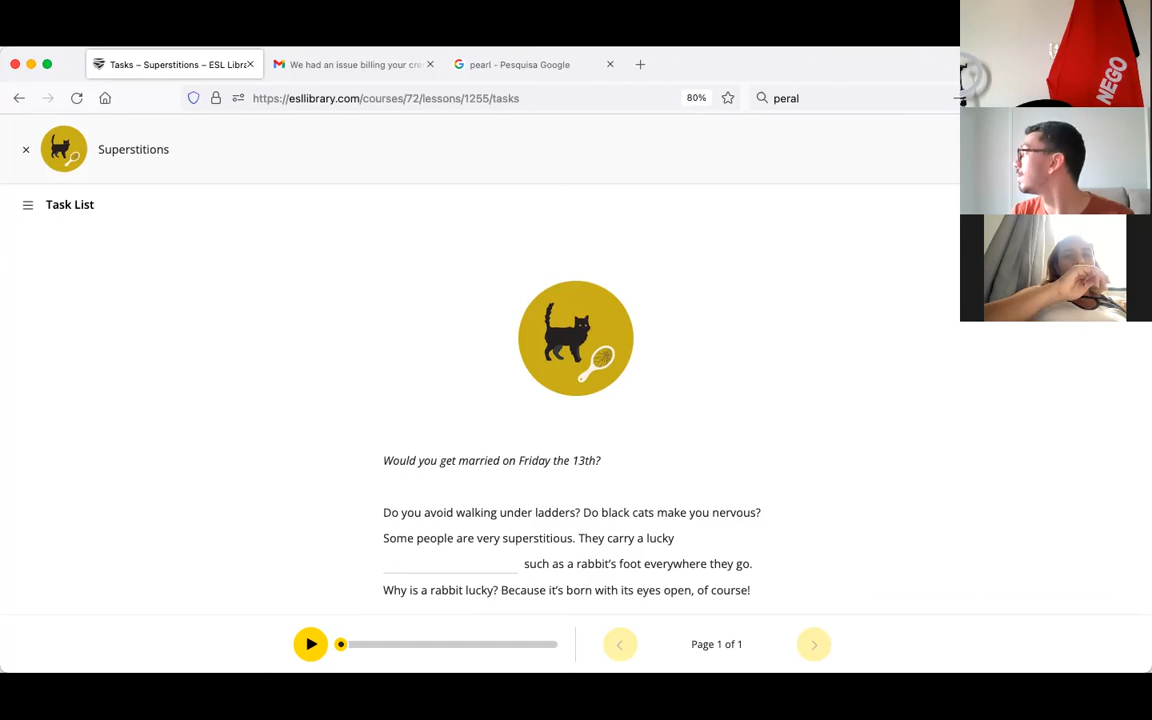 Tasks – Superstitions – ESL Libra
We had an issue billing your cre
pearl - Pesquisa Google
https://esllibrary.com/courses/72/lessons/1255/tasks
80%
peral
Superstitions
Task List
NEGO
Would you get married on Friday the 13th?
Do you avoid walking under ladders? Do black cats make you nervous?
Some people are very superstitious. They carry a lucky
such as a rabbit's foot everywhere they go.
Why is a rabbit lucky? Because it's born with its eyes open, of course!
Page 1 of 1